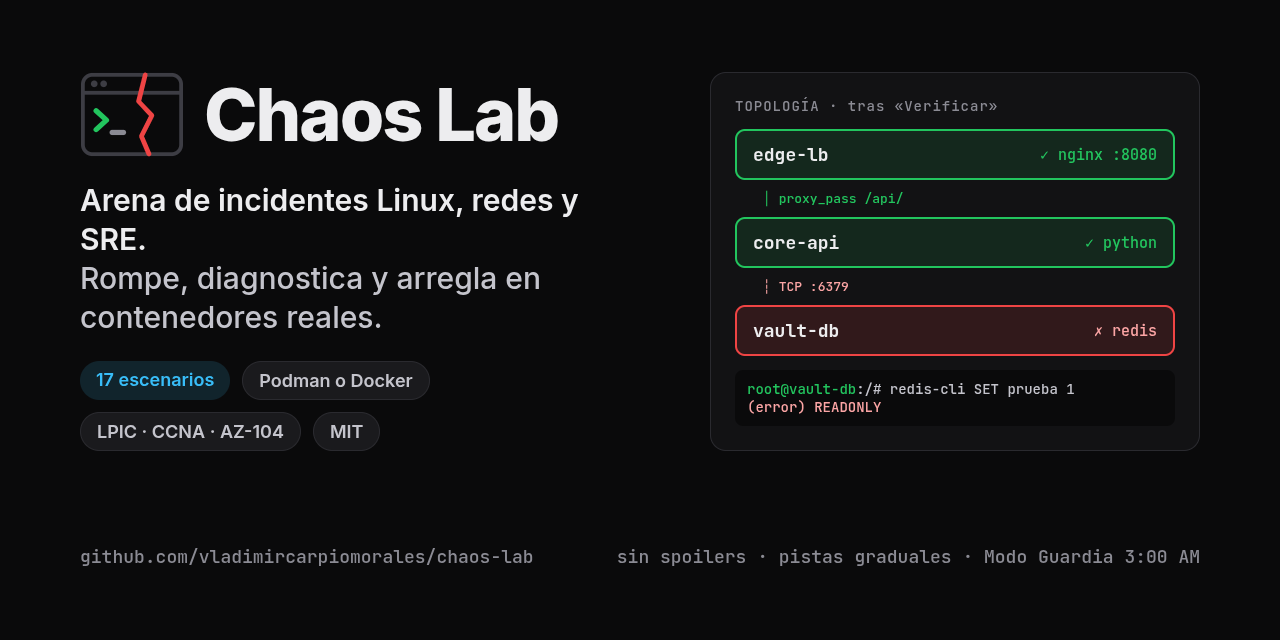 Chaos Lab
Arena de incidentes Linux, redes y
SRE.
Rompe, diagnostica y arregla en
contenedores reales.
17 escenarios
Podman o Docker
LPIC · CCNA · AZ-104
MIT
TOPOLOGÍA · tras «Verificar»
edge-lb ✓ nginx :8080
│ proxy_pass /api/
core-api ✓ python
┆ TCP :6379
vault-db ✗ redis
root@vault-db:/# redis-cli SET prueba 1
(error) READONLY
github.com/vladimircarpiomorales/chaos-lab
sin spoilers · pistas graduales · Modo Guardia 3:00 AM